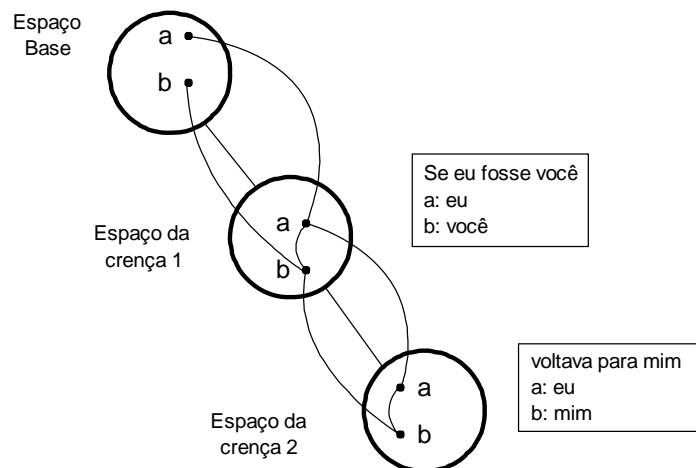 Espaço
Base
a
b
Se eu fosse você
a: eu
b: você
a
Espaço da
crença 1
b
voltava para mim
a: eu
b: mim
a
Espaço da
crença 2
b